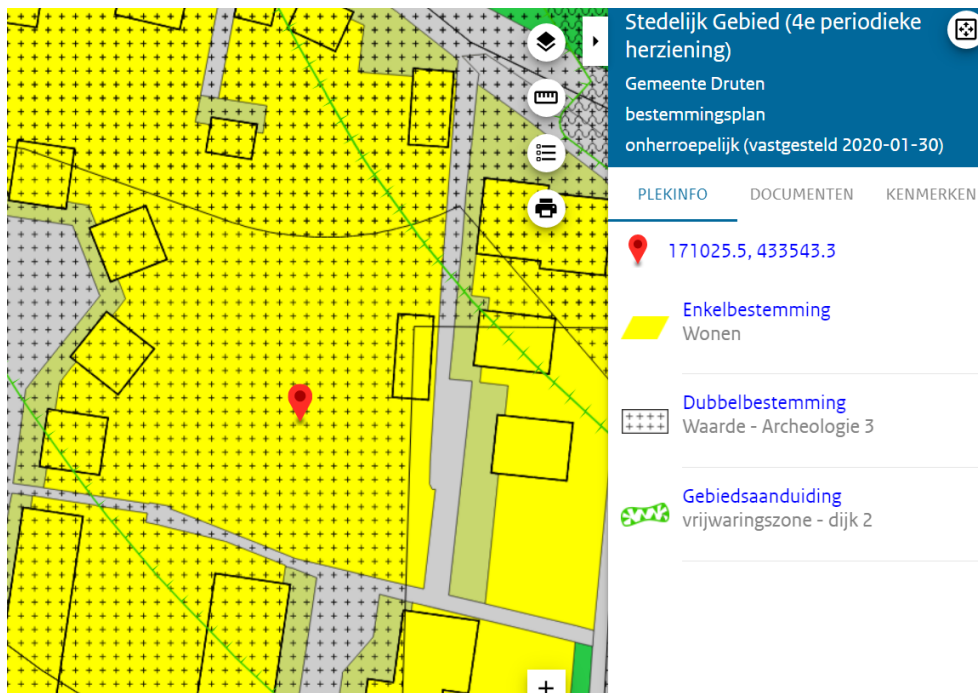 Stedelijk Gebied (4e periodieke
herziening)
Gemeente Druten
bestemmingsplan
onherroepelijk (vastgesteld 2020-01-30)
PLEKINFO DOCUMENTEN KENMERKEN
171025.5, 433543.3
Enkelbestemming
Wonen
Dubbelbestemming
Waarde - Archeologie 3
Gebiedsaanduiding
vrijwaringszone - dijk 2